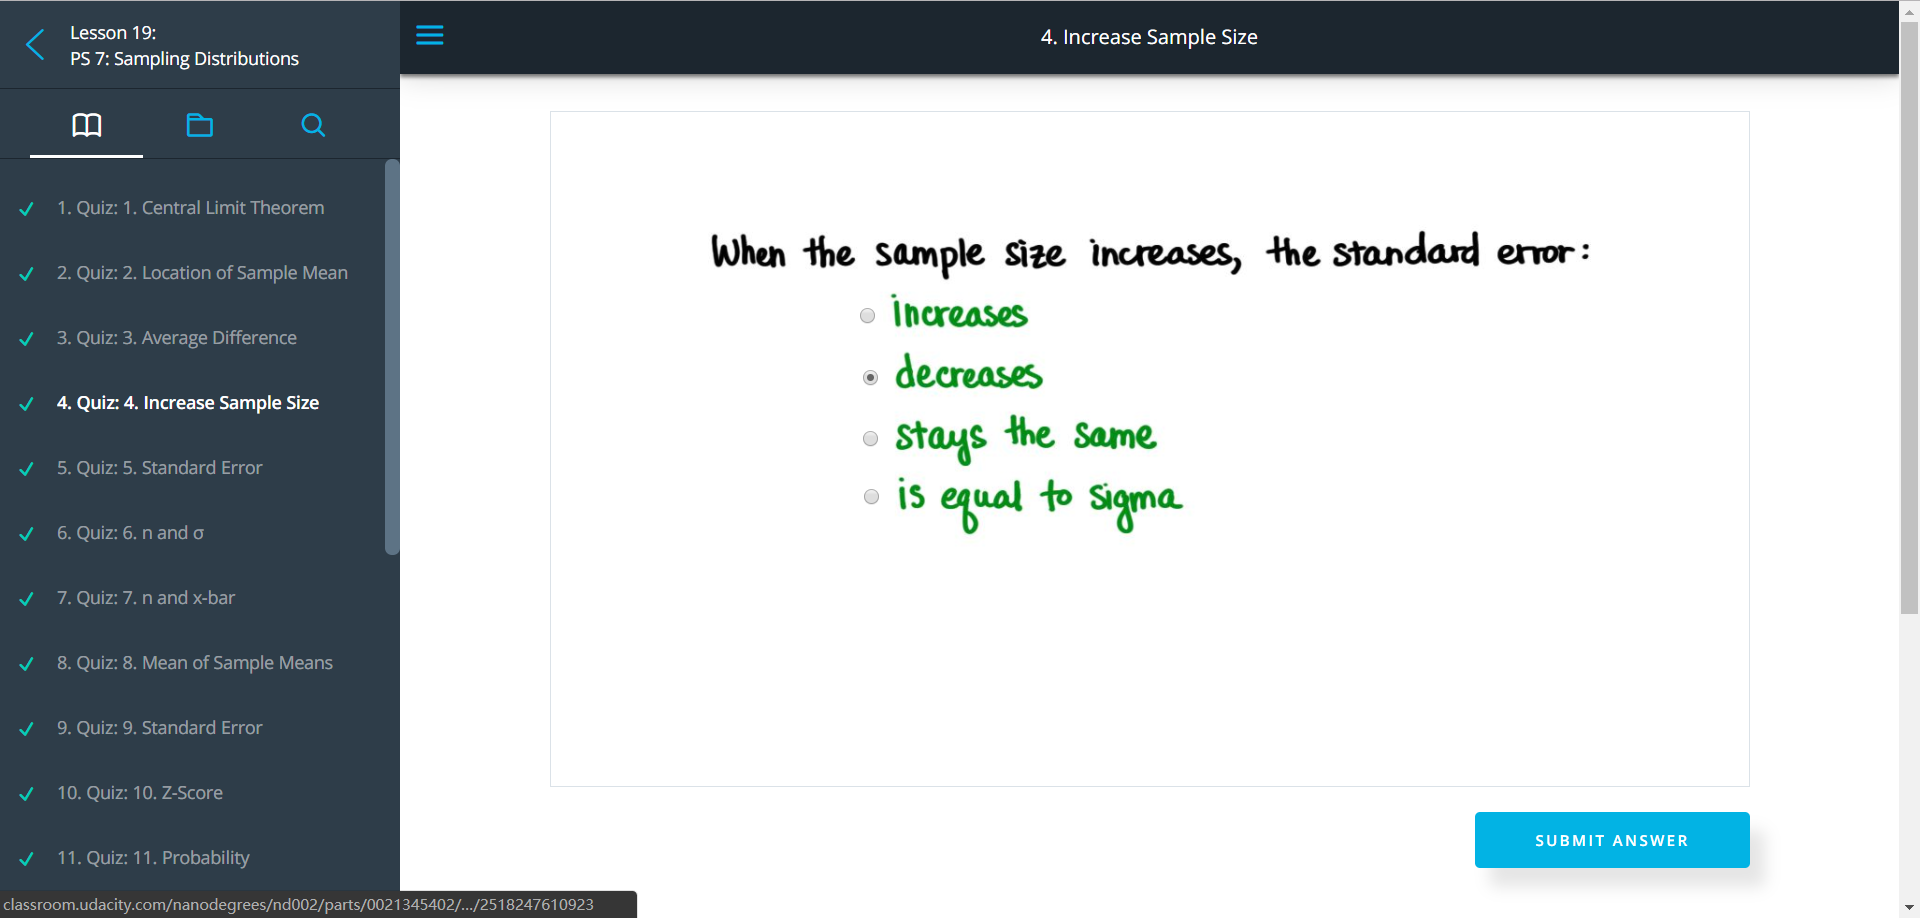 Lesson 19:
PS 7: Sampling Distributions
1. Quiz: 1. Central Limit Theorem
2. Quiz: 2. Location of Sample Mean
3. Quiz: 3. Average Difference
4. Quiz: 4. Increase Sample Size
5. Quiz: 5. Standard Error
6. Quiz: 6. n and σ
7. Quiz: 7. n and x-bar
8. Quiz: 8. Mean of Sample Means
9. Quiz: 9. Standard Error
10. Quiz: 10. Z-Score
11. Quiz: 11. Probability
classroom.udacity.com/nanodegrees/nd002/parts/0021345402/.../2518247610923
4. Increase Sample Size
When the sample size increases, the standard error:
increases
decreases
stays the same
is equal to sigma
SUBMIT ANSWER